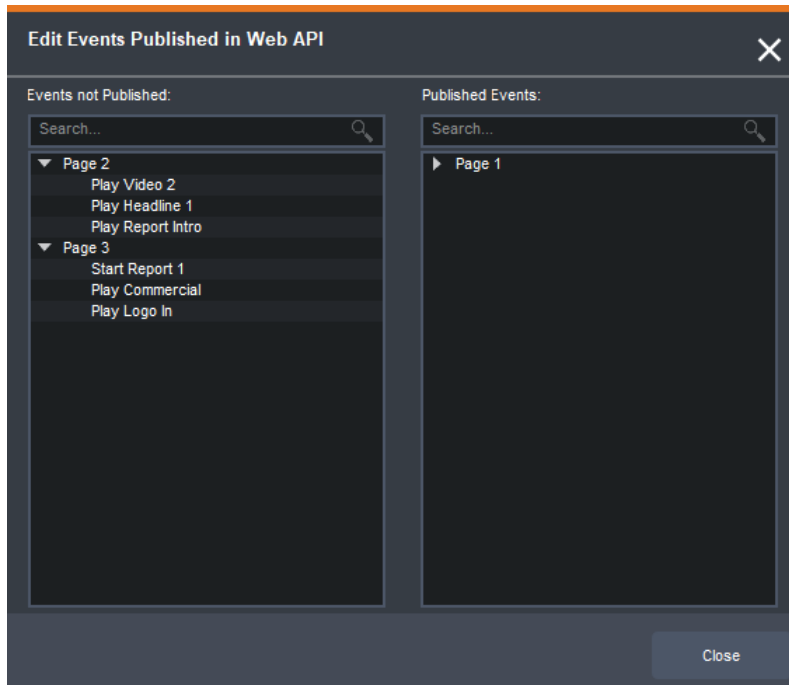 Edit Events Published in Web API
Events not Published:
Search...
Page 2
Play Video 2
Play Headline 1
Play Report Intro
Page 3
Start Report 1
Play Commercial
Play Logo In
Published Events:
Search...
Page 1
Close